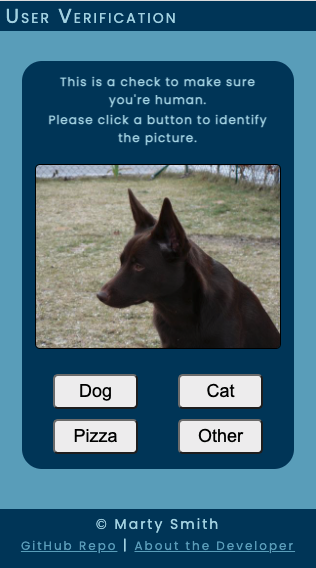 User Verification
This is a check to make sure
you're human.
Please click a button to identify
the picture.
Dog Cat
Pizza Other
© Marty Smith
GitHub Repo | About the Developer